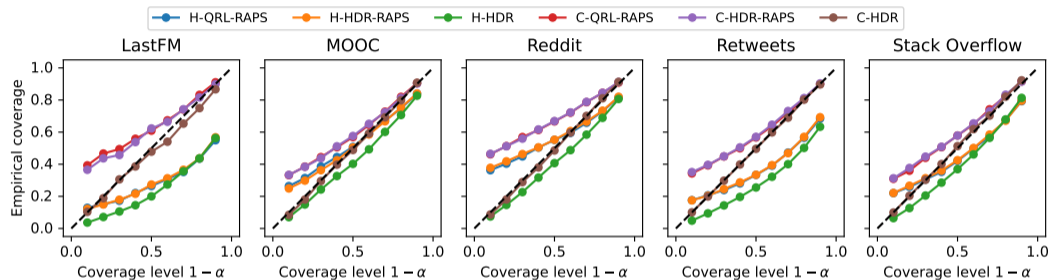 H-QRL-RAPS H-HDR-RAPS H-HDR C-QRL-RAPS C-HDR-RAPS C-HDR
LastFM MOOC Reddit Retweets Stack Overflow
Empirical coverage
1.0
0.8
0.6
0.4
0.2
0.0
0.0 0.5 1.0 0.0 0.5 1.0 0.0 0.5 1.0 0.0 0.5 1.0 0.0 0.5 1.0
Coverage level 1 − α Coverage level 1 − α Coverage level 1 − α Coverage level 1 − α Coverage level 1 − α